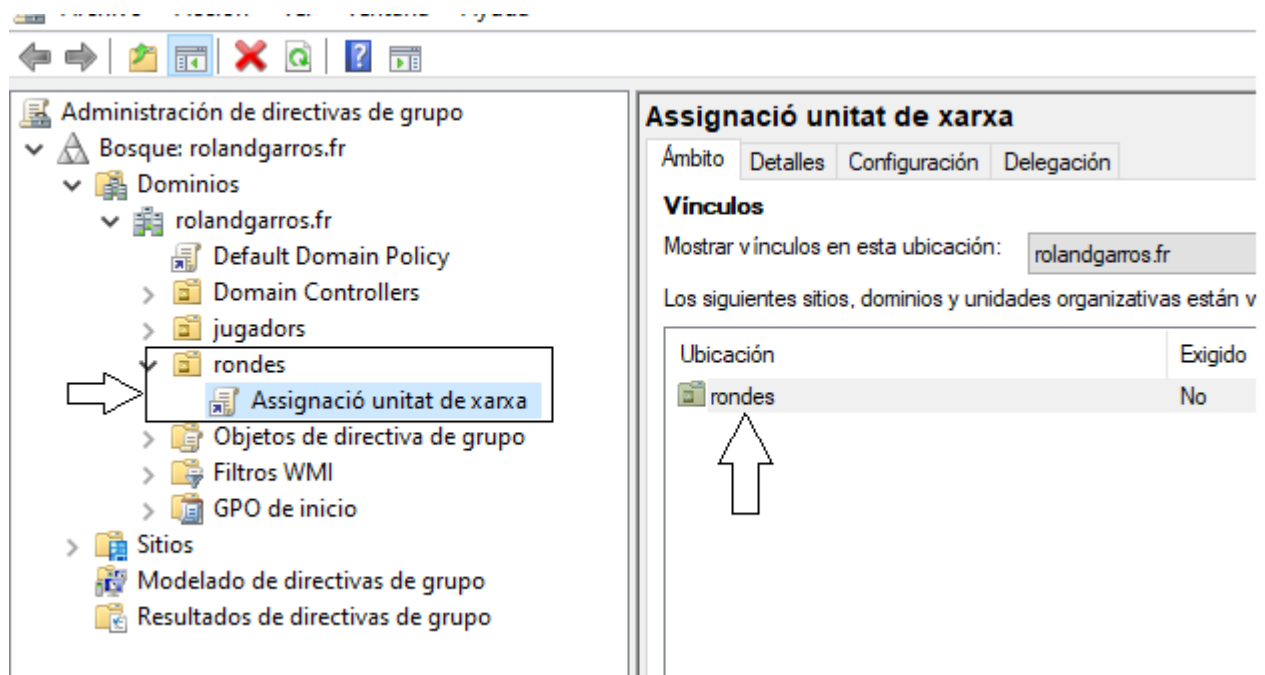 Administración de directivas de grupo
Bosque: rolandgarros.fr
Dominios
rolandgarros.fr
Default Domain Policy
Domain Controllers
jugadors
rondes
Assignació unitat de xarxa
Objetos de directiva de grupo
Filtros WMI
GPO de inicio
Sitios
Modelado de directivas de grupo
Resultados de directivas de grupo
Assignació unitat de xarxa
Ámbito Detalles Configuración Delegación
Vínculos
Mostrar vínculos en esta ubicación: rolandgarros.fr
Los siguientes sitios, dominios y unidades organizativas están v
Ubicación Exigido
rondes No